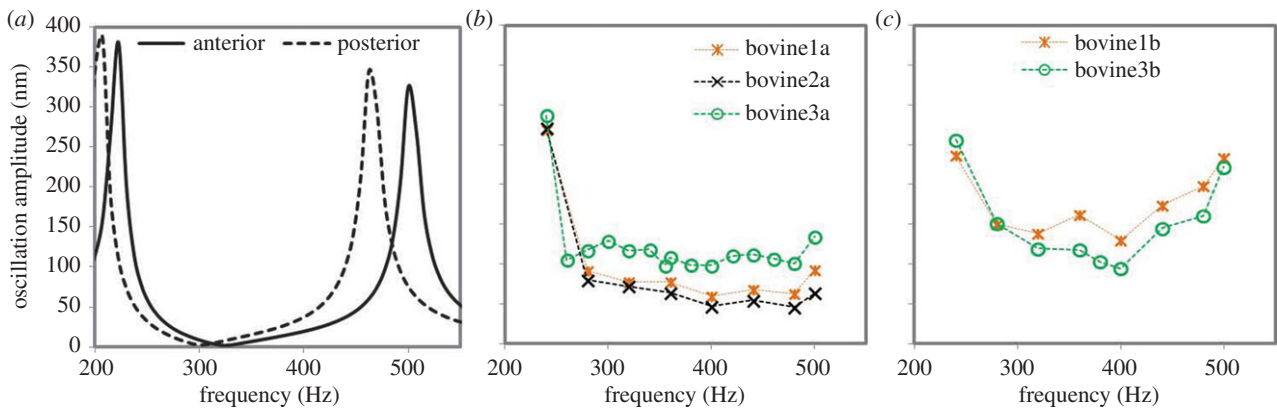 (a)
400
350
300
250
200
150
100
50
0
oscillation amplitude (nm)
anterior
posterior
200
300
400
500
frequency (Hz)
(b)
bovine1a
bovine2a
bovine3a
200
300
400
500
frequency (Hz)
(c)
bovine1b
bovine3b
200
300
400
500
frequency (Hz)